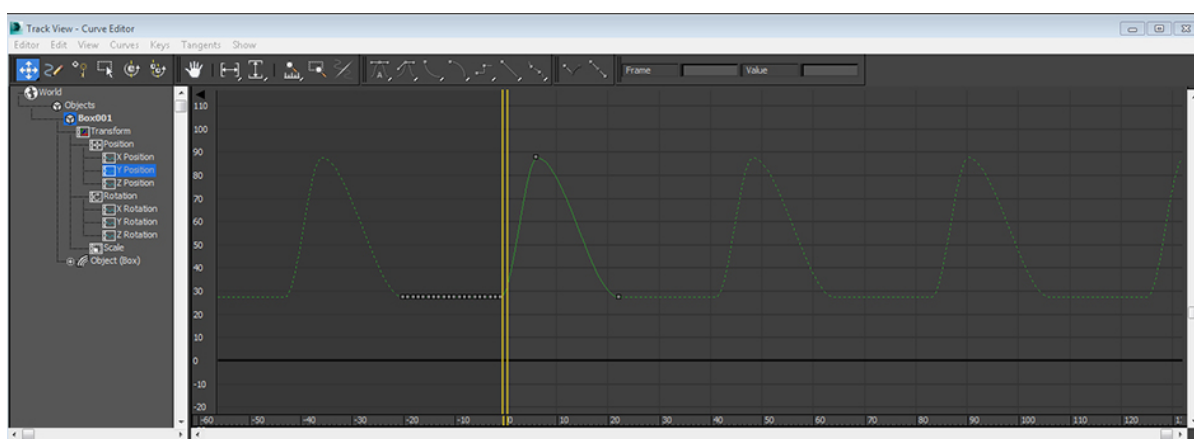 Track View - Curve Editor
Editor Edit View Curves Keys Tangents Show
Frame Value
World
Objects
Box001
Transform
Position
X Position
Y Position
Z Position
Rotation
X Rotation
Y Rotation
Z Rotation
Scale
Object (Box)
110
100
90
80
70
60
50
40
30
20
10
0
-10
-20
-60 -50 -40 -30 -20 -10 0 10 20 30 40 50 60 70 80 90 100 110 120